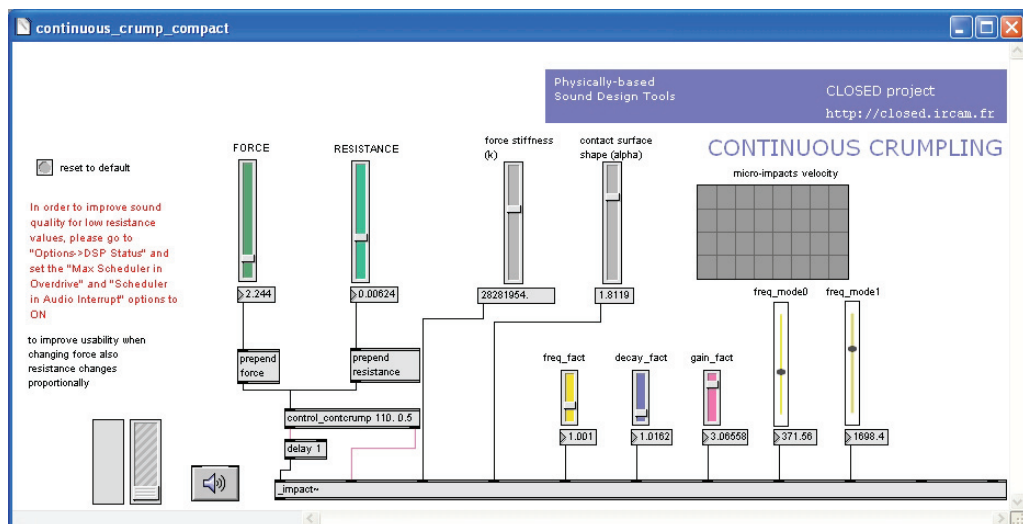 continuous_crump_compact
Physically-based
Sound Design Tools
CLOSED project
http://closed.ircam.fr
CONTINUOUS CRUMPLING
reset to default
FORCE
RESISTANCE
force stiffness
(k)
contact surface
shape (alpha)
micro-impacts velocity
In order to improve sound
quality for low resistance
values, please go to
"Options->DSP Status" and
set the "Max Scheduler in
Overdrive" and "Scheduler
in Audio Interrupt" options to
ON
2.244
0.00624
28281954.
1.8119
freq_mode0
freq_mode1
to improve usability when
changing force also
resistance changes
proportionally
prepend
force
prepend
resistance
freq_fact
decay_fact
gain_fact
control_contcrump 110. 0.5
1.001
1.0162
3.06558
371.56
1698.4
delay 1
_impact~